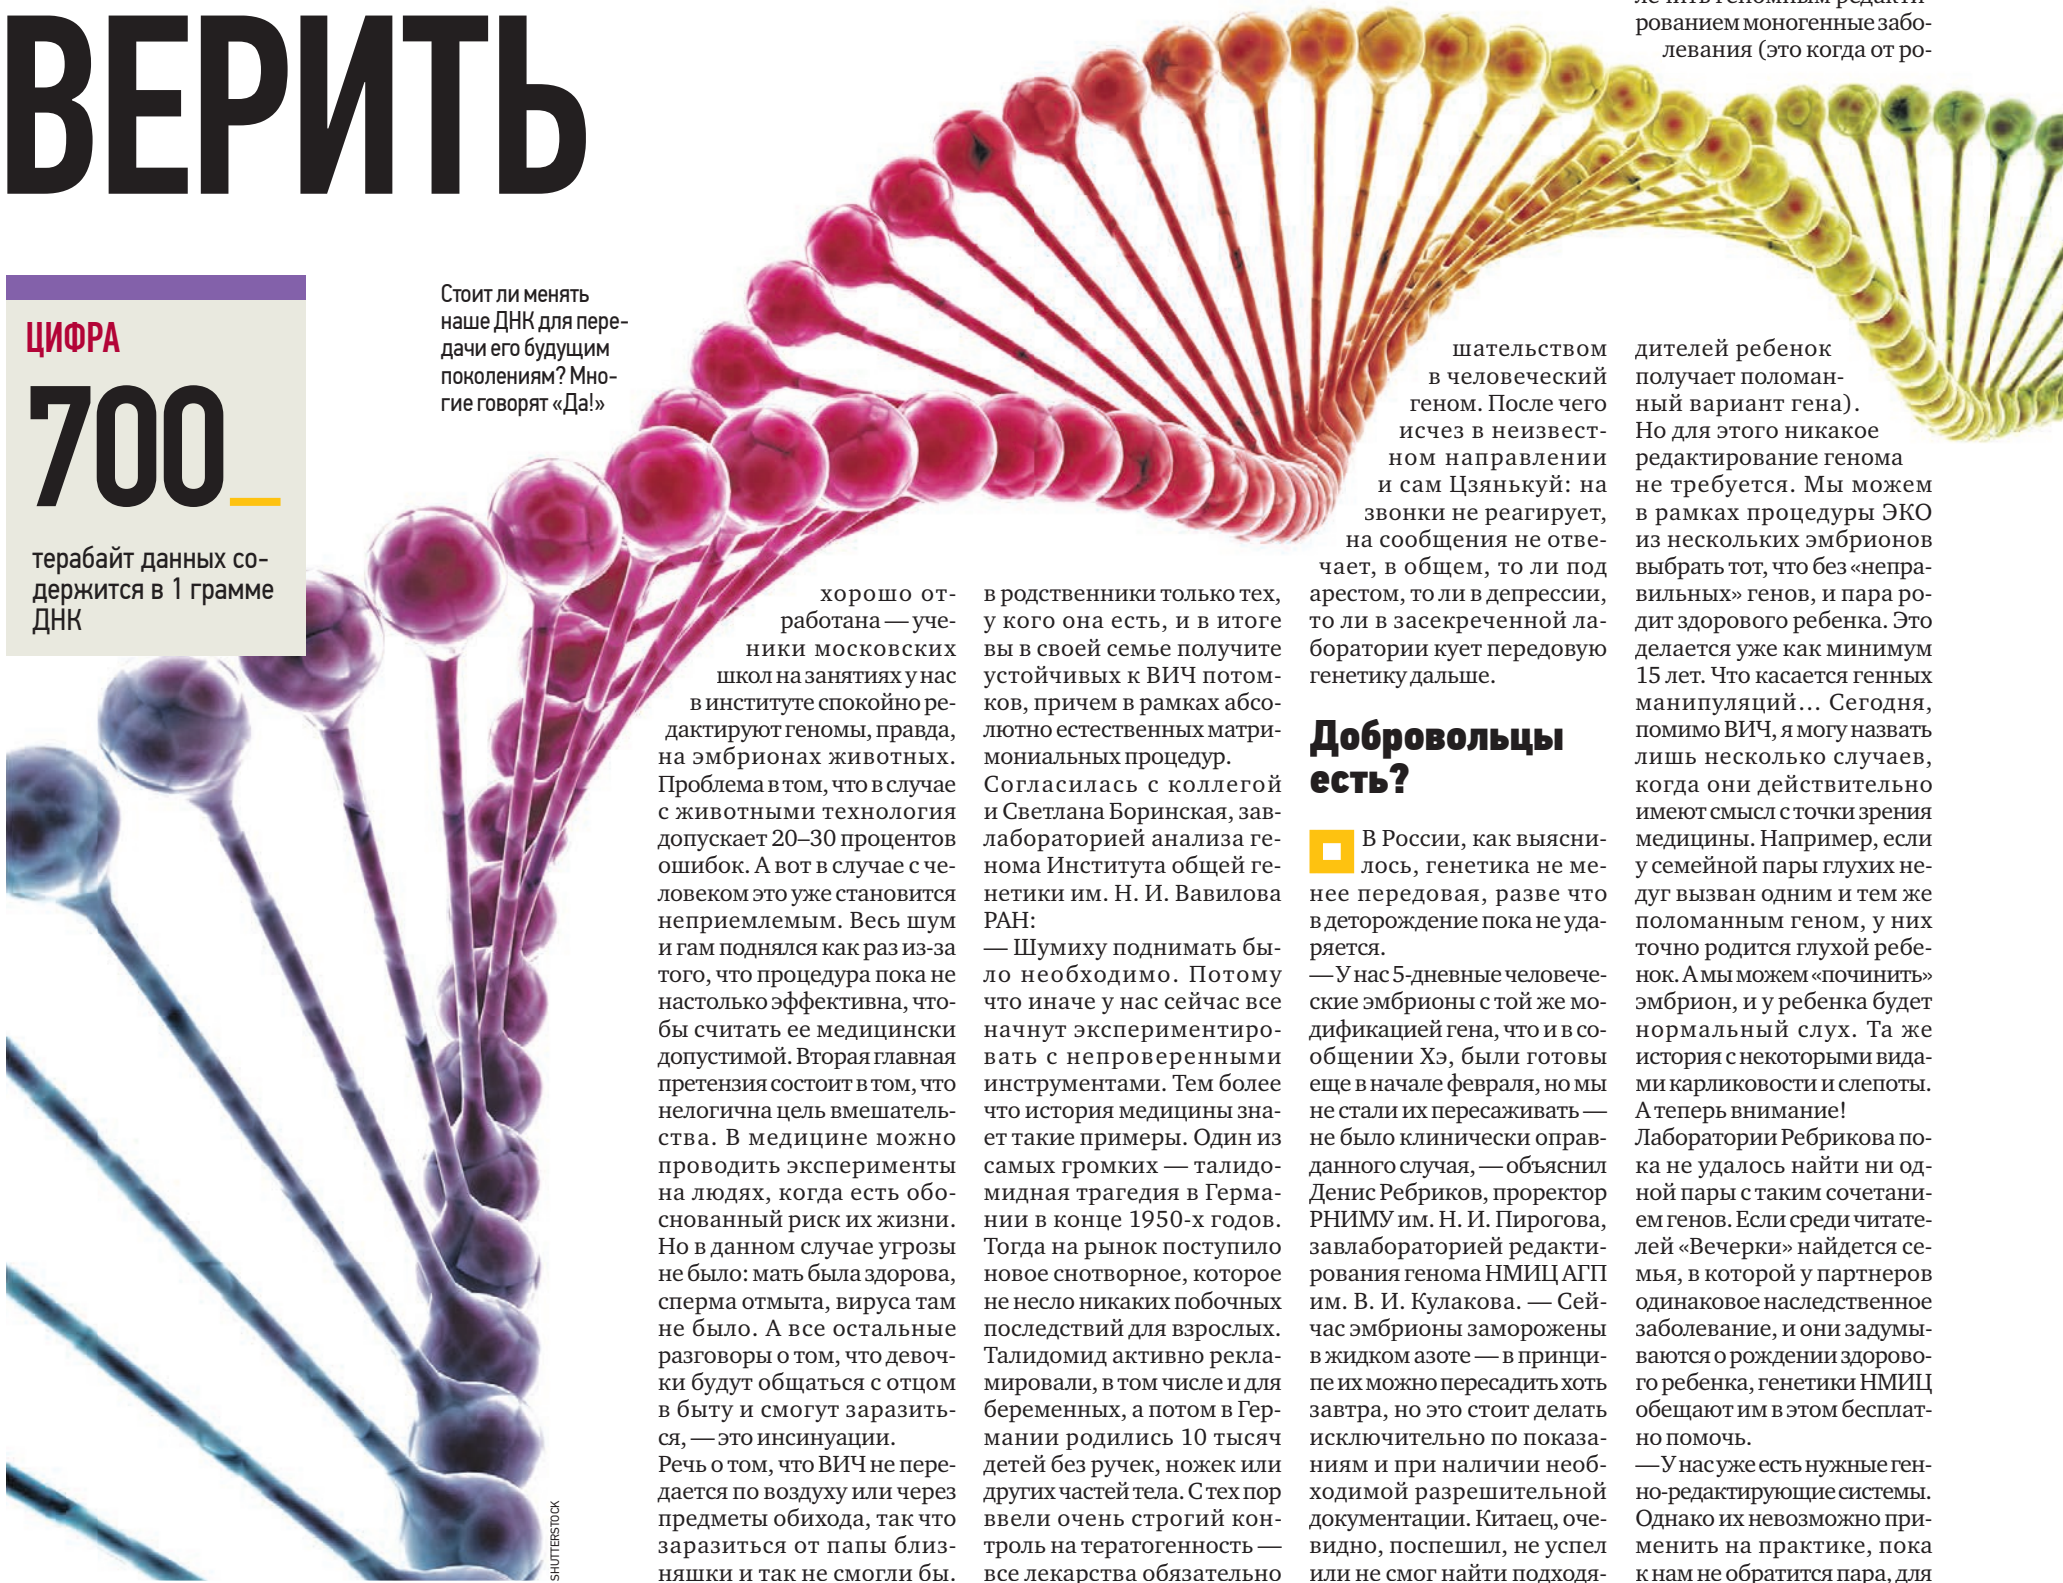 ВЕРИТЬ
ЦИФРА
700_
терабайт данных со-
держится в 1 грамме
ДНК
Стоит ли менять
наше ДНК для пере-
дачи его будущим
поколениям? Мно-
гие говорят «Да!»
SHUTTERSTOCK
хорошо от-
работана — уче-
ники московских
школ на занятиях у нас
в институте спокойно ре-
дактируют геномы, правда,
на эмбрионах животных.
Проблема в том, что в случае
с животными технология
допускает 20–30 процентов
ошибок. А вот в случае с че-
ловеком это уже становится
неприемлемым. Весь шум
и гам поднялся как раз из-за
того, что процедура пока не
настолько эффективна, что-
бы считать ее медицински
допустимой. Вторая главная
претензия состоит в том, что
нелогична цель вмешатель-
ства. В медицине можно
проводить эксперименты
на людях, когда есть обо-
снованный риск их жизни.
Но в данном случае угрозы
не было: мать была здорова,
сперма отмыта, вируса там
не было. А все остальные
разговоры о том, что девоч-
ки будут общаться с отцом
в быту и смогут заразить-
ся, — это инсинуации.
Речь о том, что ВИЧ не пере-
дается по воздуху или через
предметы обихода, так что
заразиться от папы близ-
няшки и так не смогли бы.
в родственники только тех,
у кого она есть, и в итоге
вы в своей семье получите
устойчивых к ВИЧ потом-
ков, причем в рамках абсо-
лютно естественных матри-
мониальных процедур.
Согласилась с коллегой
и Светлана Боринская, зав-
лабораторией анализа ге-
нома Института общей ге-
нетики им. Н. И. Вавилова
РАН:
— Шумиху поднимать бы-
ло необходимо. Потому
что иначе у нас сейчас все
начнут экспериментиро-
вать с непроверенными
инструментами. Тем более
что история медицины зна-
ет такие примеры. Один из
самых громких — талидо-
мидная трагедия в Герма-
нии в конце 1950-х годов.
Тогда на рынок поступило
новое снотворное, которое
не несло никаких побочных
последствий для взрослых.
Талидомид активно рекла-
мировали, в том числе и для
беременных, а потом в Гер-
мании родились 10 тысяч
детей без ручек, ножек или
других частей тела. С тех пор
ввели очень строгий кон-
троль на тератогенность —
все лекарства обязательно
шательством
в человеческий
геном. После чего
исчез в неизвест-
ном направлении
и сам Цзянькуй: на
звонки не реагирует,
на сообщения не отве-
чает, в общем, то ли под
арестом, то ли в депрессии,
то ли в засекреченной ла-
боратории кует передовую
генетику дальше.
Добровольцы
есть?
В России, как выясни-
лось, генетика не ме-
нее передовая, разве что
в деторождение пока не уда-
ряется.
— У нас 5-дневные человече-
ские эмбрионы с той же мо-
дификацией гена, что и в со-
общении Хэ, были готовы
еще в начале февраля, но мы
не стали их пересаживать —
не было клинически оправ-
данного случая, — объяснил
Денис Ребриков, проректор
РНИМУ им. Н. И. Пирогова,
завлабораторией редакти-
рования генома НМИЦ АГП
им. В. И. Кулакова. — Сей-
час эмбрионы заморожены
в жидком азоте — в принци-
пе их можно пересадить хоть
завтра, но это стоит делать
исключительно по показа-
ниям и при наличии необ-
ходимой разрешительной
документации. Китаец, оче-
видно, поспешил, не успел
или не смог найти подходя-
лечить геномным редакти-
рованием моногенные забо-
левания (это когда от ро-
дителей ребенок
получает поломан-
ный вариант гена).
Но для этого никакое
редактирование генома
не требуется. Мы можем
в рамках процедуры ЭКО
из нескольких эмбрионов
выбрать тот, что без «непра-
вильных» генов, и пара ро-
дит здорового ребенка. Это
делается уже как минимум
15 лет. Что касается генных
манипуляций... Сегодня,
помимо ВИЧ, я могу назвать
лишь несколько случаев,
когда они действительно
имеют смысл с точки зрения
медицины. Например, если
у семейной пары глухих не-
дуг вызван одним и тем же
поломанным геном, у них
точно родится глухой ребе-
нок. А мы можем «починить»
эмбрион, и у ребенка будет
нормальный слух. Та же
история с некоторыми вида-
ми карликовости и слепоты.
А теперь внимание!
Лаборатории Ребрикова по-
ка не удалось найти ни од-
ной пары с таким сочетани-
ем генов. Если среди читате-
лей «Вечерки» найдется се-
мья, в которой у партнеров
одинаковое наследственное
заболевание, и они задумы-
ваются о рождении здорово-
го ребенка, генетики НМИЦ
обещают им в этом бесплат-
но помочь.
— У нас уже есть нужные ген-
но-редактирующие системы.
Однако их невозможно при-
менить на практике, пока
к нам не обратится пара, для